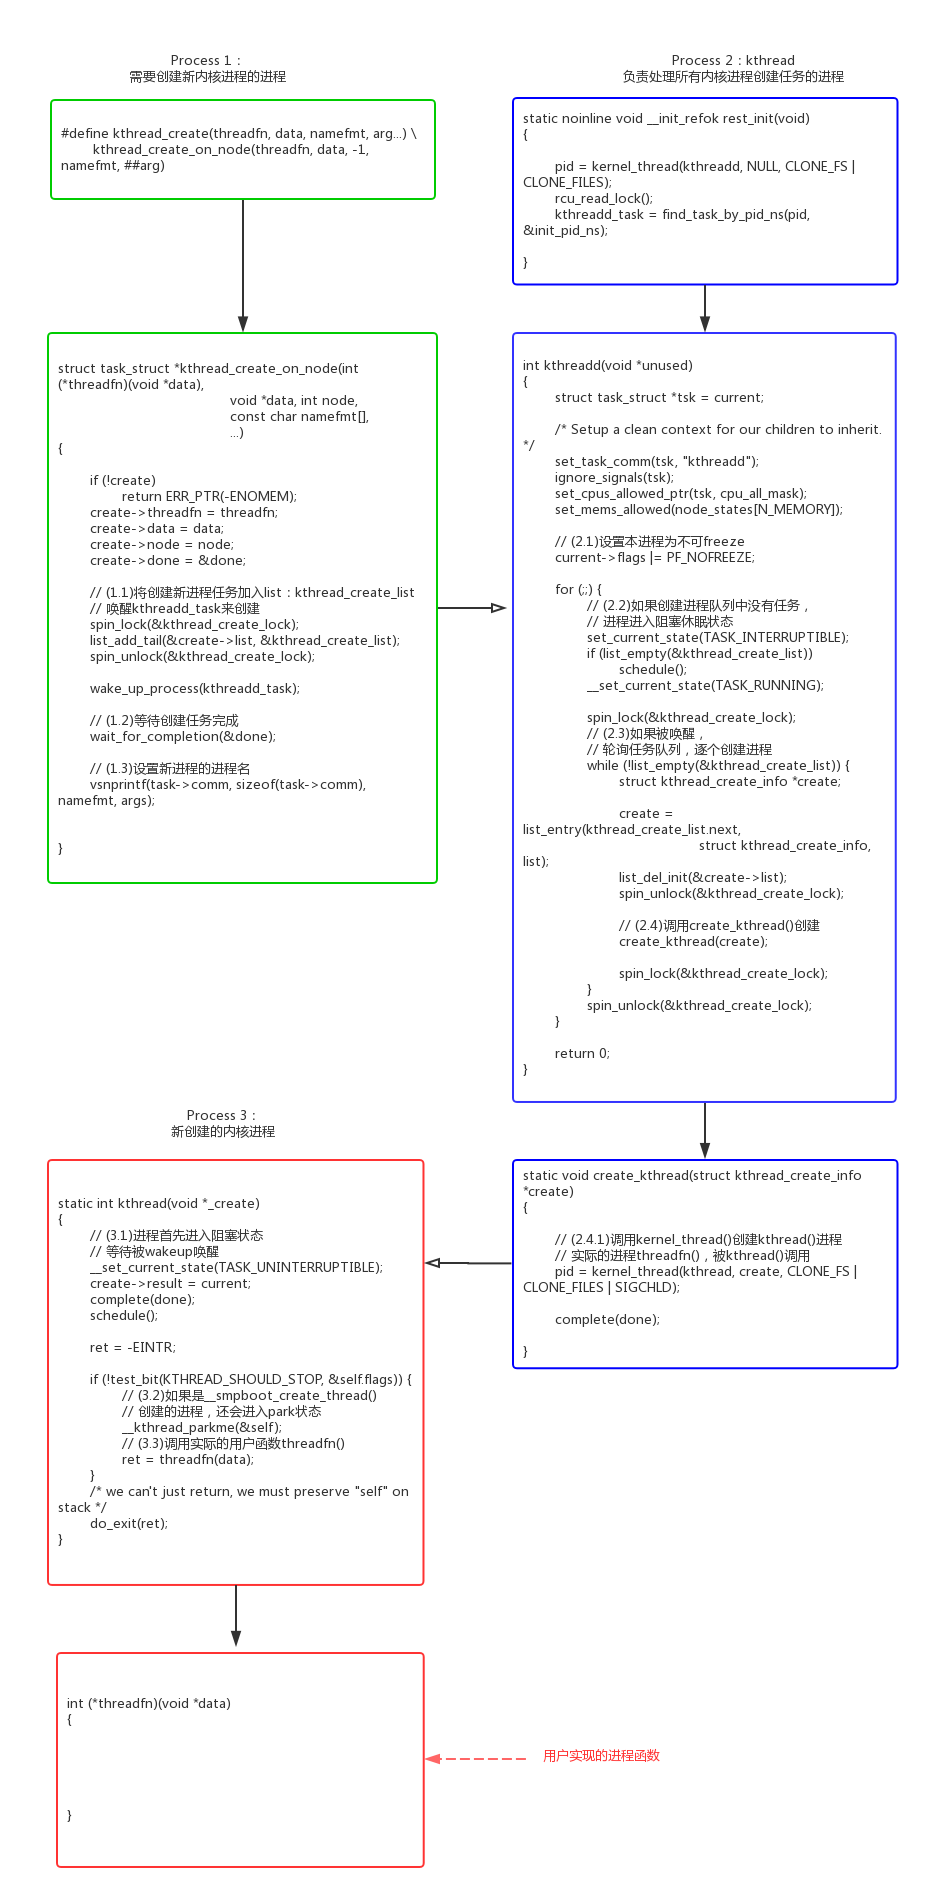 Process 1：
需要创建新内核进程的进程
#define kthread_create(threadfn, data, namefmt, arg...) \
kthread_create_on_node(threadfn, data, -1,
namefmt, ##arg)
struct task_struct *kthread_create_on_node(int
(*threadfn)(void *data),
void *data, int node,
const char namefmt[],
...)
{
if (!create)
return ERR_PTR(-ENOMEM);
create->threadfn = threadfn;
create->data = data;
create->node = node;
create->done = &done;
// (1.1)将创建新进程任务加入list：kthread_create_list
// 唤醒kthreadd_task来创建
spin_lock(&kthread_create_lock);
list_add_tail(&create->list, &kthread_create_list);
spin_unlock(&kthread_create_lock);
wake_up_process(kthreadd_task);
// (1.2)等待创建任务完成
wait_for_completion(&done);
// (1.3)设置新进程的进程名
vsnprintf(task->comm, sizeof(task->comm),
namefmt, args);
}
Process 2：kthread
负责处理所有内核进程创建任务的进程
static noinline void __init_refok rest_init(void)
{
pid = kernel_thread(kthreadd, NULL, CLONE_FS |
CLONE_FILES);
rcu_read_lock();
kthreadd_task = find_task_by_pid_ns(pid,
&init_pid_ns);
}
int kthreadd(void *unused)
{
struct task_struct *tsk = current;
/* Setup a clean context for our children to inherit.
*/
set_task_comm(tsk, "kthreadd");
ignore_signals(tsk);
set_cpus_allowed_ptr(tsk, cpu_all_mask);
set_mems_allowed(node_states[N_MEMORY]);
// (2.1)设置本进程为不可freeze
current->flags |= PF_NOFREEZE;
for (;;) {
// (2.2)如果创建进程队列中没有任务，
// 进程进入阻塞休眠状态
set_current_state(TASK_INTERRUPTIBLE);
if (list_empty(&kthread_create_list))
schedule();
__set_current_state(TASK_RUNNING);
spin_lock(&kthread_create_lock);
// (2.3)如果被唤醒，
// 轮询任务队列，逐个创建进程
while (!list_empty(&kthread_create_list)) {
struct kthread_create_info *create;
create =
list_entry(kthread_create_list.next,
struct kthread_create_info,
list);
list_del_init(&create->list);
spin_unlock(&kthread_create_lock);
// (2.4)调用create_kthread()创建
create_kthread(create);
spin_lock(&kthread_create_lock);
}
spin_unlock(&kthread_create_lock);
}
return 0;
}
static void create_kthread(struct kthread_create_info
*create)
{
// (2.4.1)调用kernel_thread()创建kthread()进程
// 实际的进程threadfn()，被kthread()调用
pid = kernel_thread(kthread, create, CLONE_FS |
CLONE_FILES | SIGCHLD);
complete(done);
}
Process 3：
新创建的内核进程
static int kthread(void *_create)
{
// (3.1)进程首先进入阻塞状态
// 等待被wakeup唤醒
__set_current_state(TASK_UNINTERRUPTIBLE);
create->result = current;
complete(done);
schedule();
ret = -EINTR;
if (!test_bit(KTHREAD_SHOULD_STOP, &self.flags)) {
// (3.2)如果是__smpboot_create_thread()
// 创建的进程，还会进入park状态
__kthread_parkme(&self);
// (3.3)调用实际的用户函数threadfn()
ret = threadfn(data);
}
/* we can't just return, we must preserve "self" on
stack */
do_exit(ret);
}
int (*threadfn)(void *data)
{
}
用户实现的进程函数